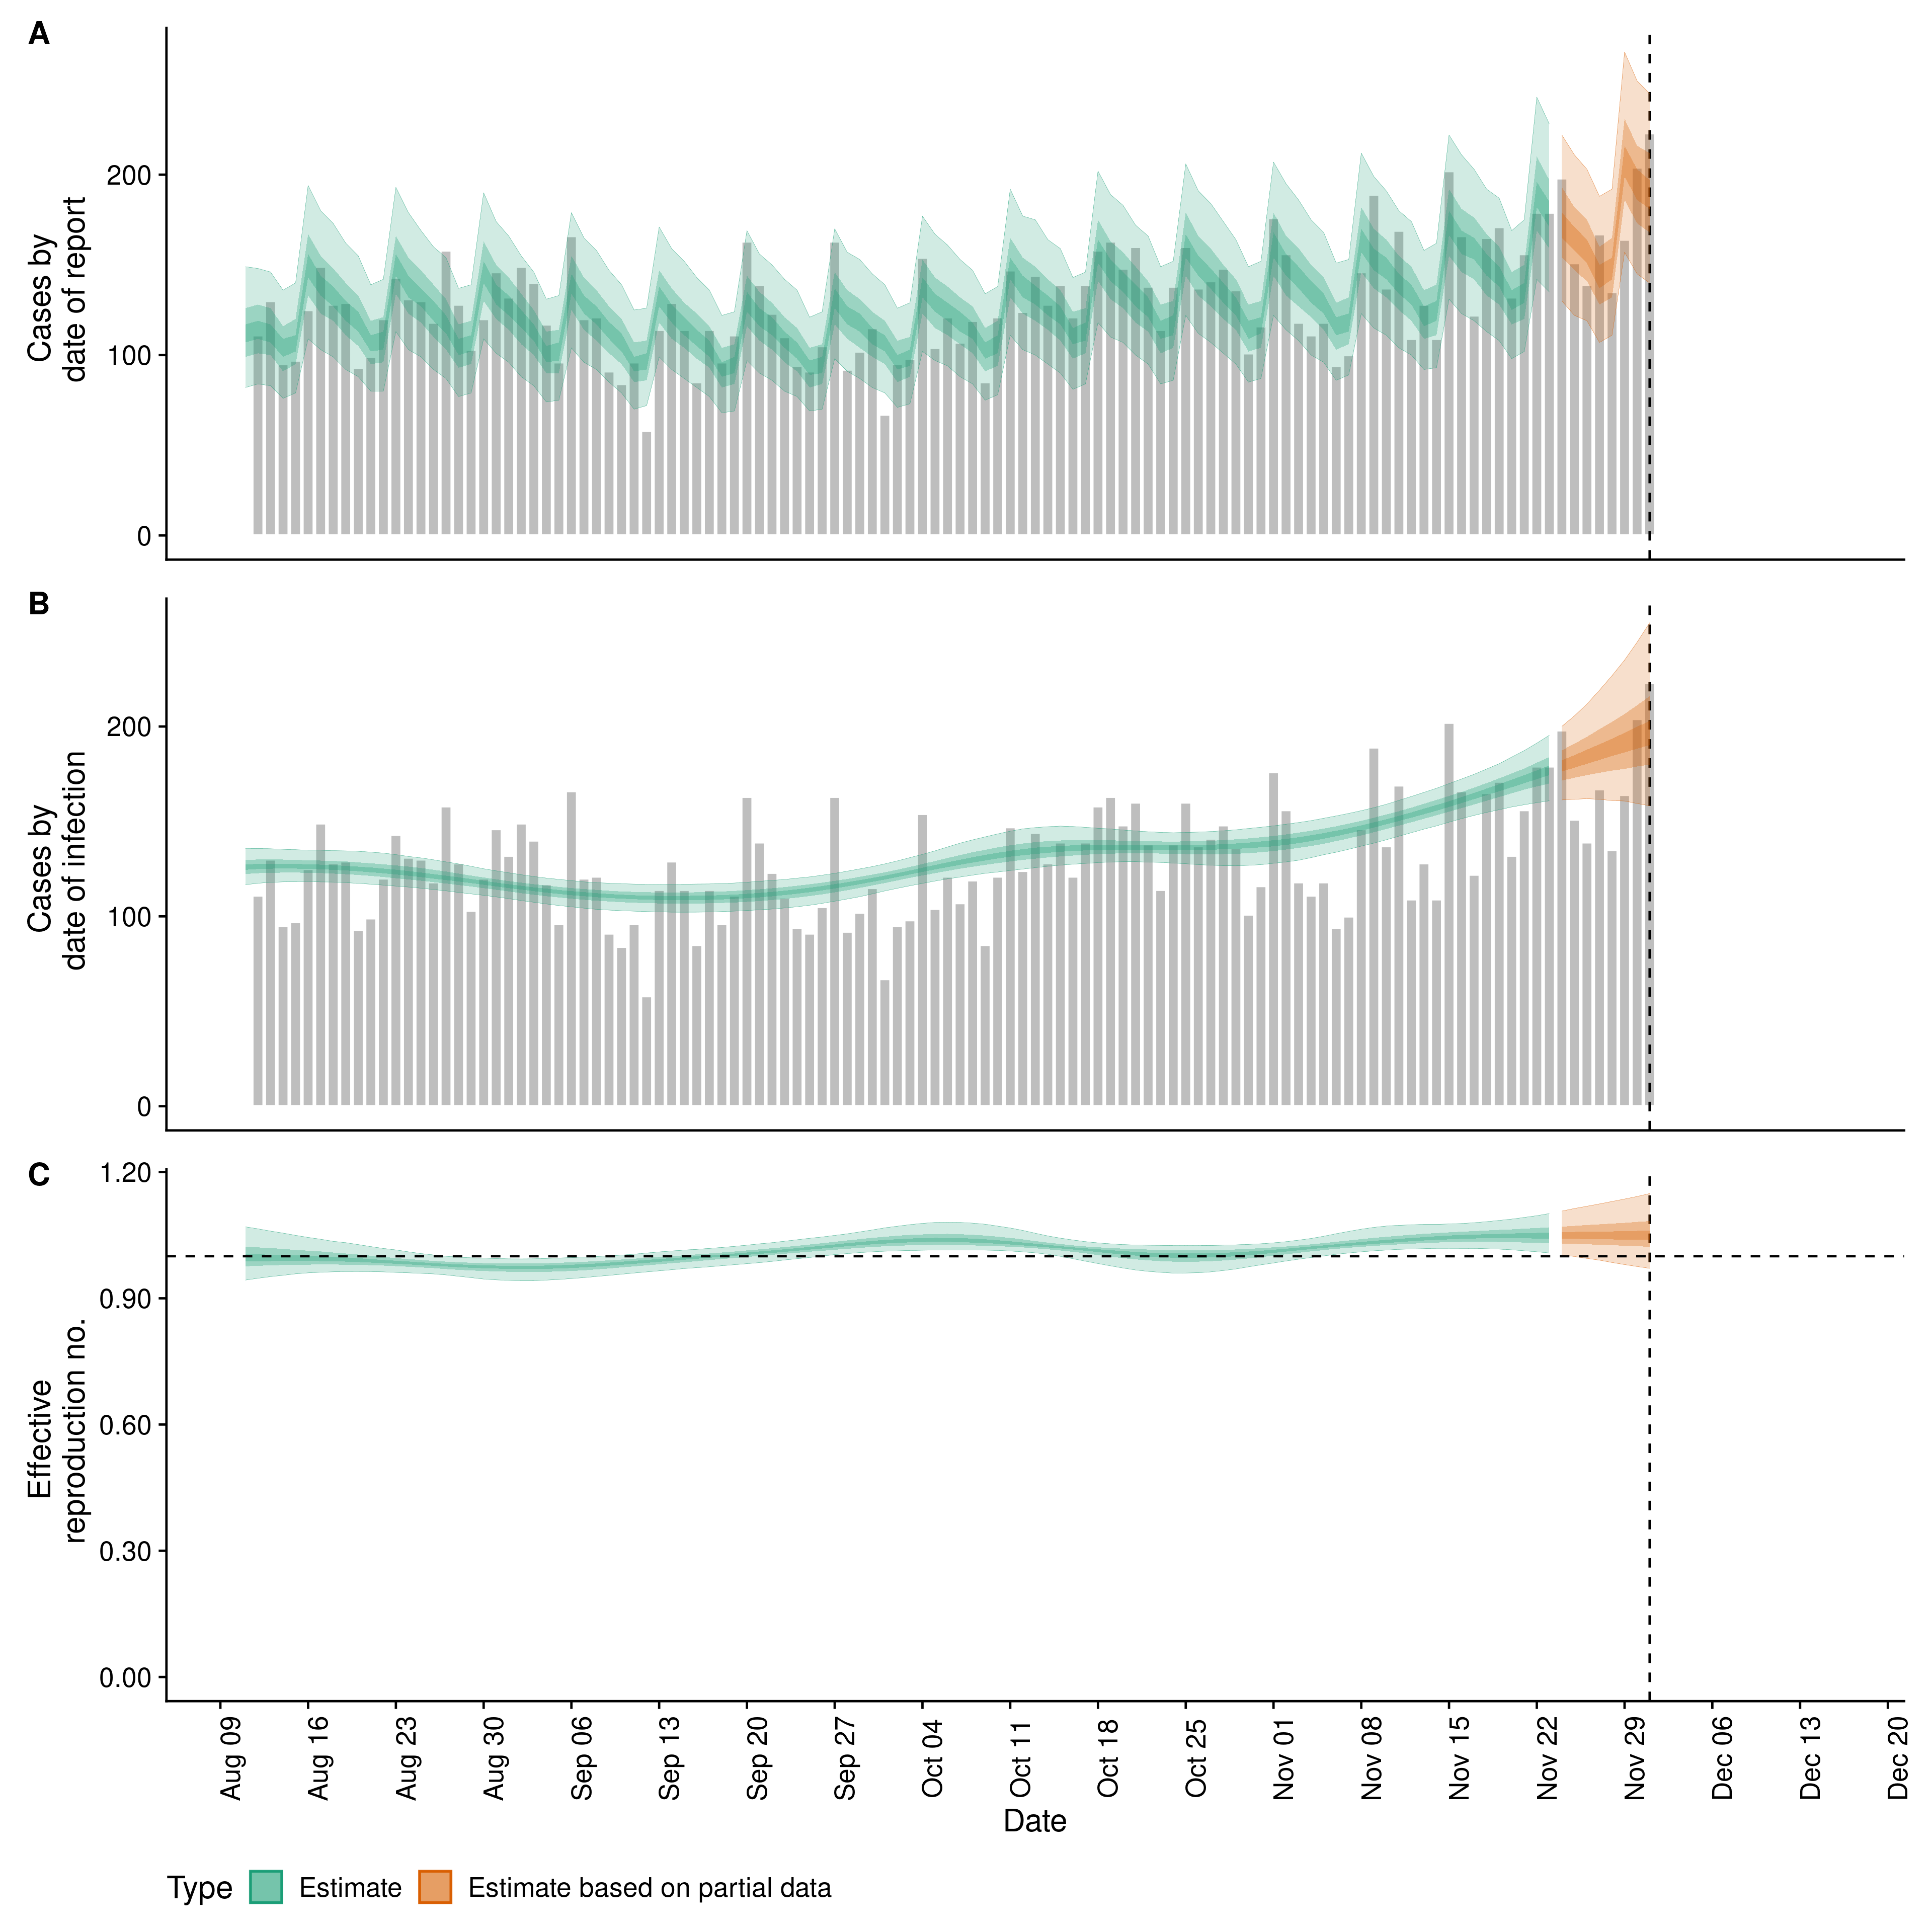 A
Cases by
date of report
200
100
0
B
Cases by
date of infection
200
100
0
C
Effective
reproduction no.
1.20
0.90
0.60
0.30
0.00
Aug 09
Aug 16
Aug 23
Aug 30
Sep 06
Sep 13
Sep 20
Sep 27
Oct 04
Oct 11
Oct 18
Oct 25
Nov 01
Nov 08
Nov 15
Nov 22
Nov 29
Dec 06
Dec 13
Dec 20
Date
Type Estimate Estimate based on partial data